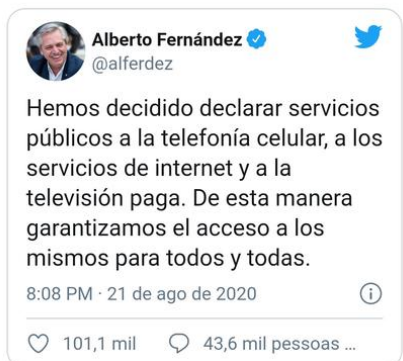 Alberto Fernández
@alferdez
Hemos decidido declarar servicios
públicos a la telefonía celular, a los
servicios de internet y a la
televisión paga. De esta manera
garantizamos el acceso a los
mismos para todos y todas.
8:08 PM · 21 de ago de 2020
101,1 mil 43,6 mil pessoas ...